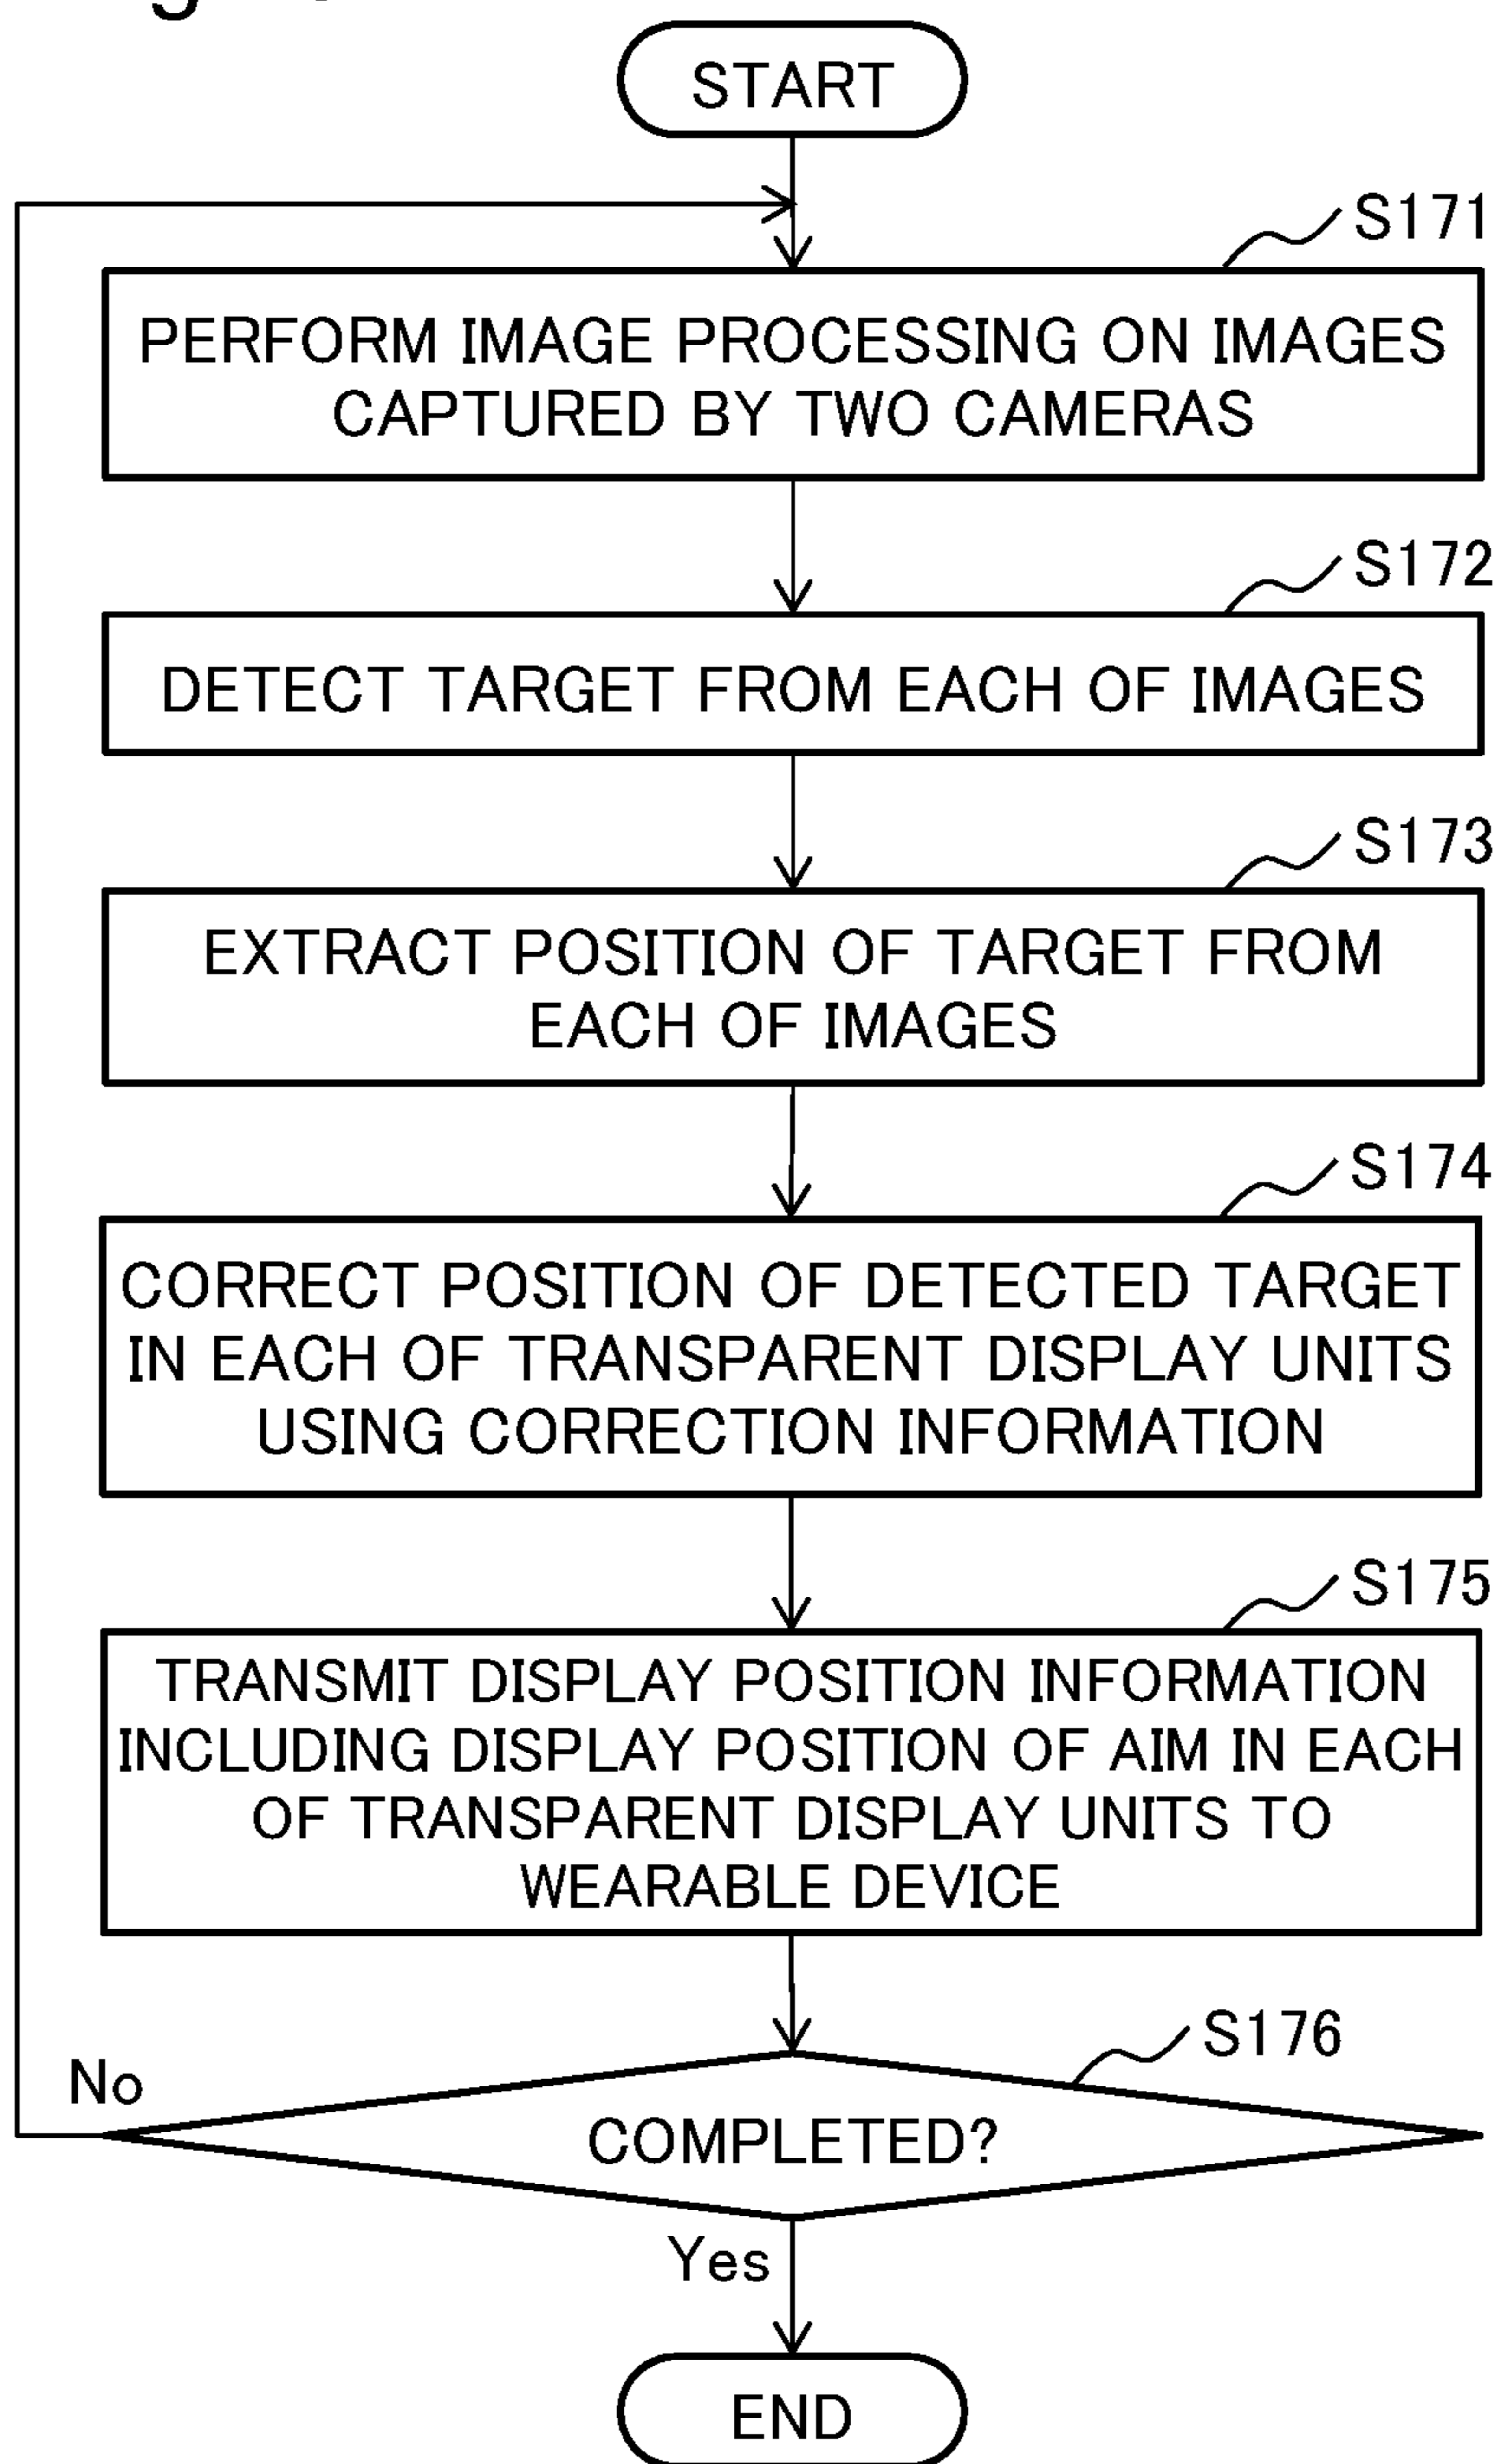 START
S171
PERFORM IMAGE PROCESSING ON IMAGES
CAPTURED BY TWO CAMERAS
S172
DETECT TARGET FROM EACH OF IMAGES
S173
EXTRACT POSITION OF TARGET FROM
EACH OF IMAGES
S174
CORRECT POSITION OF DETECTED TARGET
IN EACH OF TRANSPARENT DISPLAY UNITS
USING CORRECTION INFORMATION
S175
TRANSMIT DISPLAY POSITION INFORMATION
INCLUDING DISPLAY POSITION OF AIM IN EACH
OF TRANSPARENT DISPLAY UNITS TO
WEARABLE DEVICE
S176
No
COMPLETED?
Yes
END